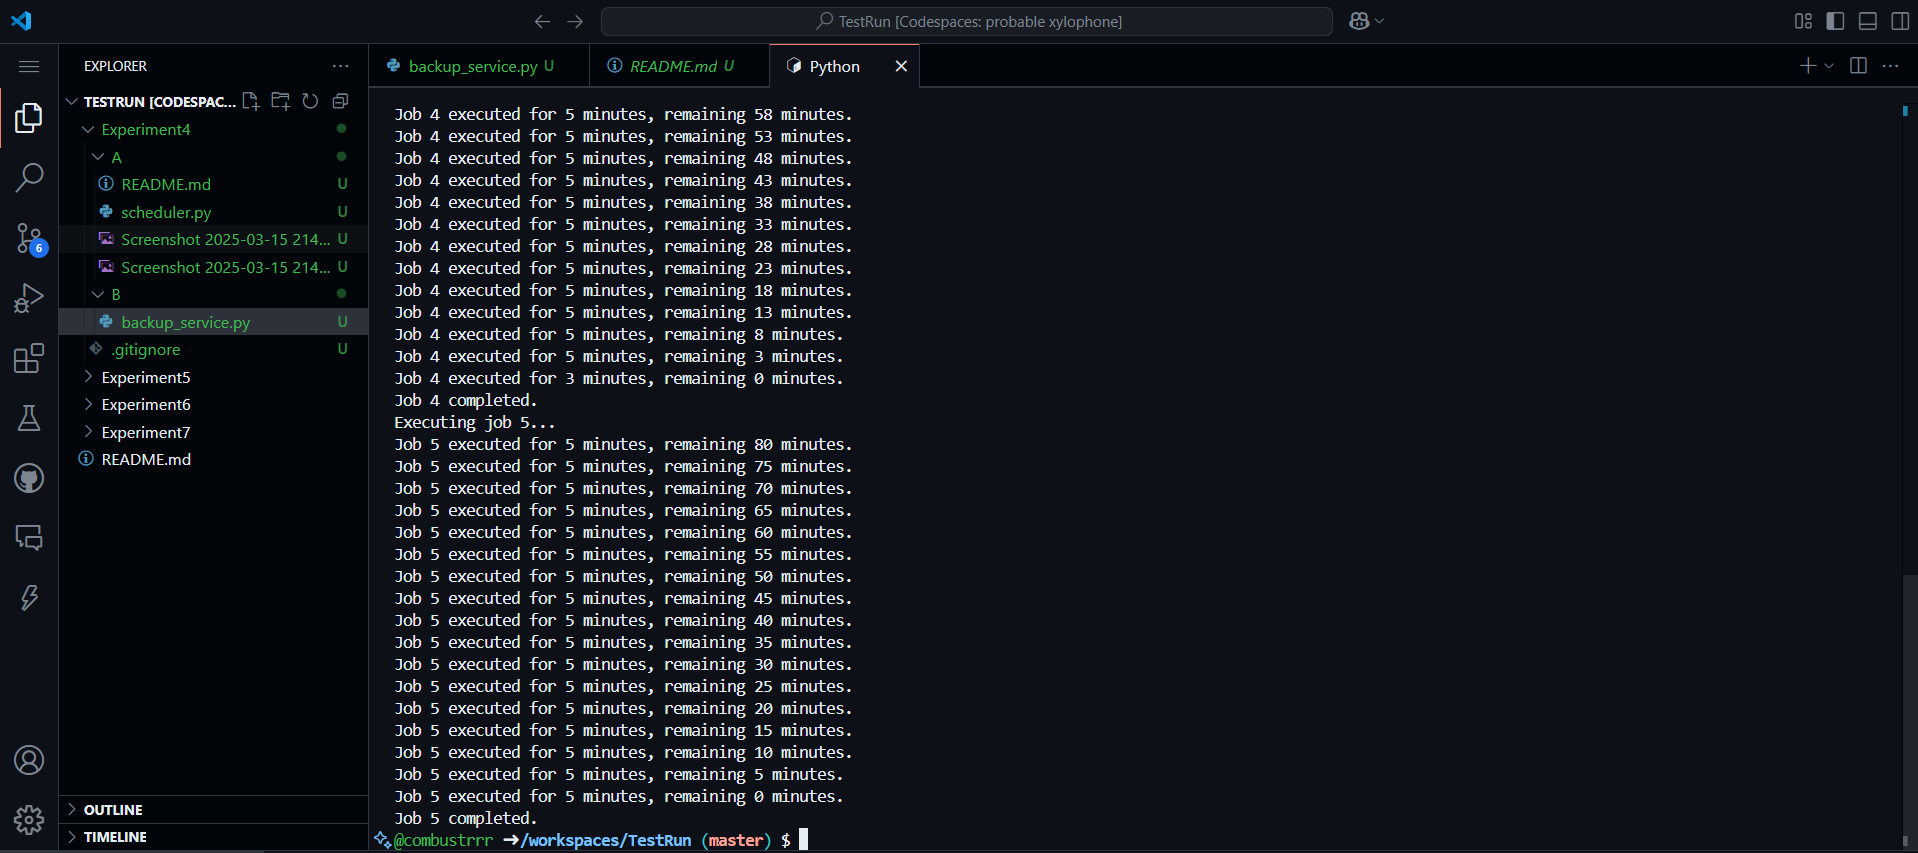 TestRun [Codespaces: probable xylophone]
EXPLORER
TESTRUN [CODESPAC...
Experiment4
A
README.md U
scheduler.py U
Screenshot 2025-03-15 214... U
Screenshot 2025-03-15 214... U
B
backup_service.py U
.gitignore U
Experiment5
Experiment6
Experiment7
README.md
OUTLINE
TIMELINE
6
backup_service.py U
README.md U
Python
Job 4 executed for 5 minutes, remaining 58 minutes.
Job 4 executed for 5 minutes, remaining 53 minutes.
Job 4 executed for 5 minutes, remaining 48 minutes.
Job 4 executed for 5 minutes, remaining 43 minutes.
Job 4 executed for 5 minutes, remaining 38 minutes.
Job 4 executed for 5 minutes, remaining 33 minutes.
Job 4 executed for 5 minutes, remaining 28 minutes.
Job 4 executed for 5 minutes, remaining 23 minutes.
Job 4 executed for 5 minutes, remaining 18 minutes.
Job 4 executed for 5 minutes, remaining 13 minutes.
Job 4 executed for 5 minutes, remaining 8 minutes.
Job 4 executed for 5 minutes, remaining 3 minutes.
Job 4 executed for 3 minutes, remaining 0 minutes.
Job 4 completed.
Executing job 5...
Job 5 executed for 5 minutes, remaining 80 minutes.
Job 5 executed for 5 minutes, remaining 75 minutes.
Job 5 executed for 5 minutes, remaining 70 minutes.
Job 5 executed for 5 minutes, remaining 65 minutes.
Job 5 executed for 5 minutes, remaining 60 minutes.
Job 5 executed for 5 minutes, remaining 55 minutes.
Job 5 executed for 5 minutes, remaining 50 minutes.
Job 5 executed for 5 minutes, remaining 45 minutes.
Job 5 executed for 5 minutes, remaining 40 minutes.
Job 5 executed for 5 minutes, remaining 35 minutes.
Job 5 executed for 5 minutes, remaining 30 minutes.
Job 5 executed for 5 minutes, remaining 25 minutes.
Job 5 executed for 5 minutes, remaining 20 minutes.
Job 5 executed for 5 minutes, remaining 15 minutes.
Job 5 executed for 5 minutes, remaining 10 minutes.
Job 5 executed for 5 minutes, remaining 5 minutes.
Job 5 executed for 5 minutes, remaining 0 minutes.
Job 5 completed.
@combustrrr ➜/workspaces/TestRun (master) $